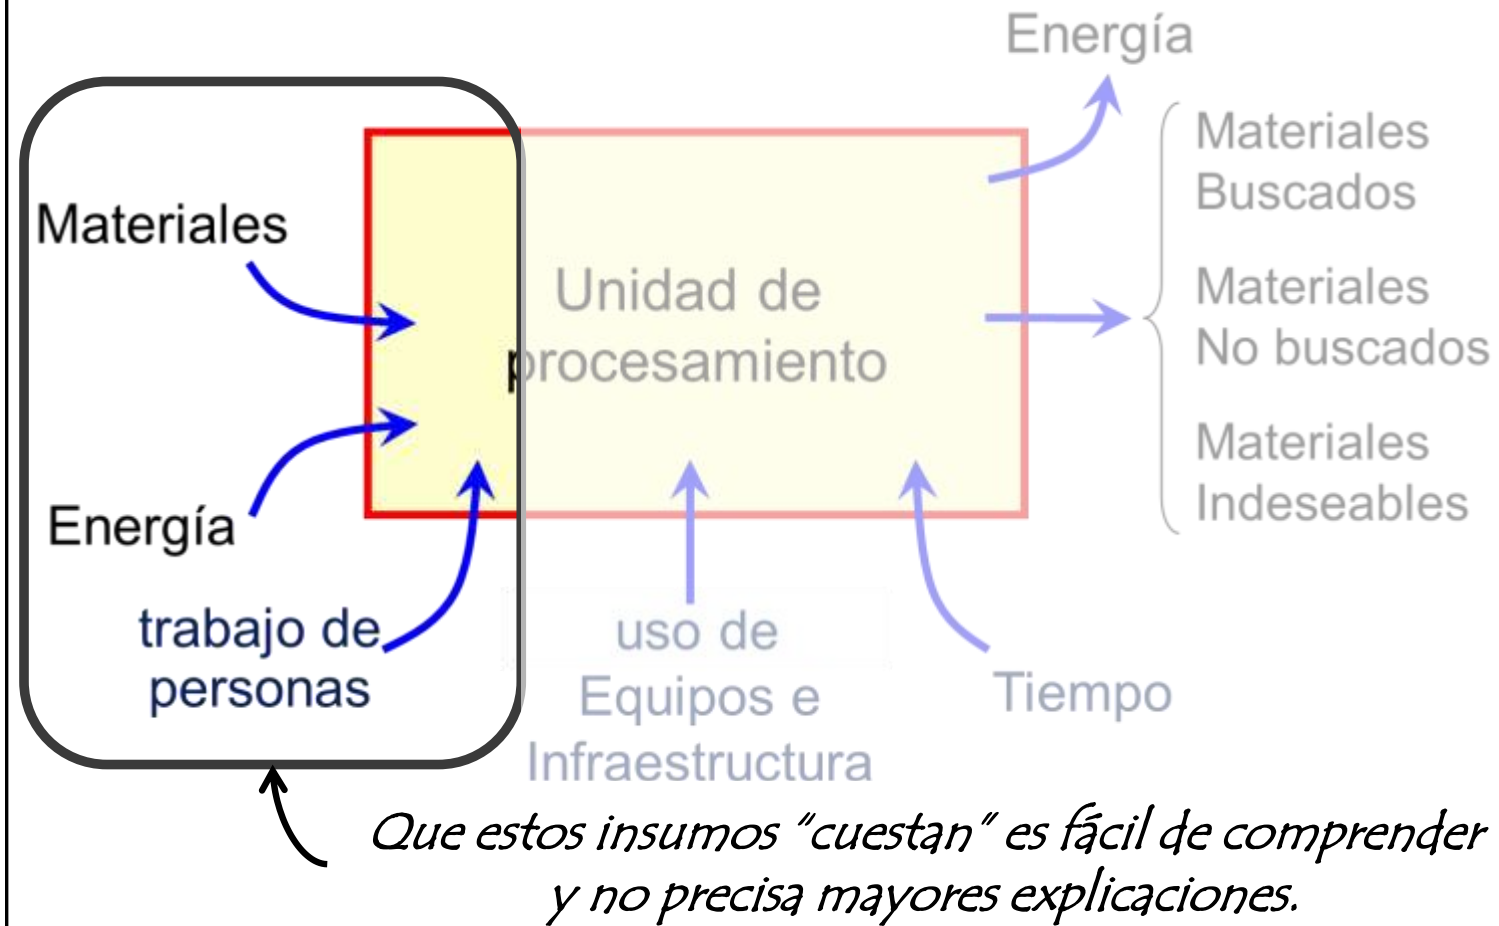 Energía
Materiales
Buscados
Materiales
No buscados
Materiales
Indeseables
Materiales
Unidad de
procesamiento
Energía
trabajo de
personas
uso de
Equipos e
Infraestructura
Tiempo
Que estos insumos "cuestan" es fácil de comprender
y no precisa mayores explicaciones.